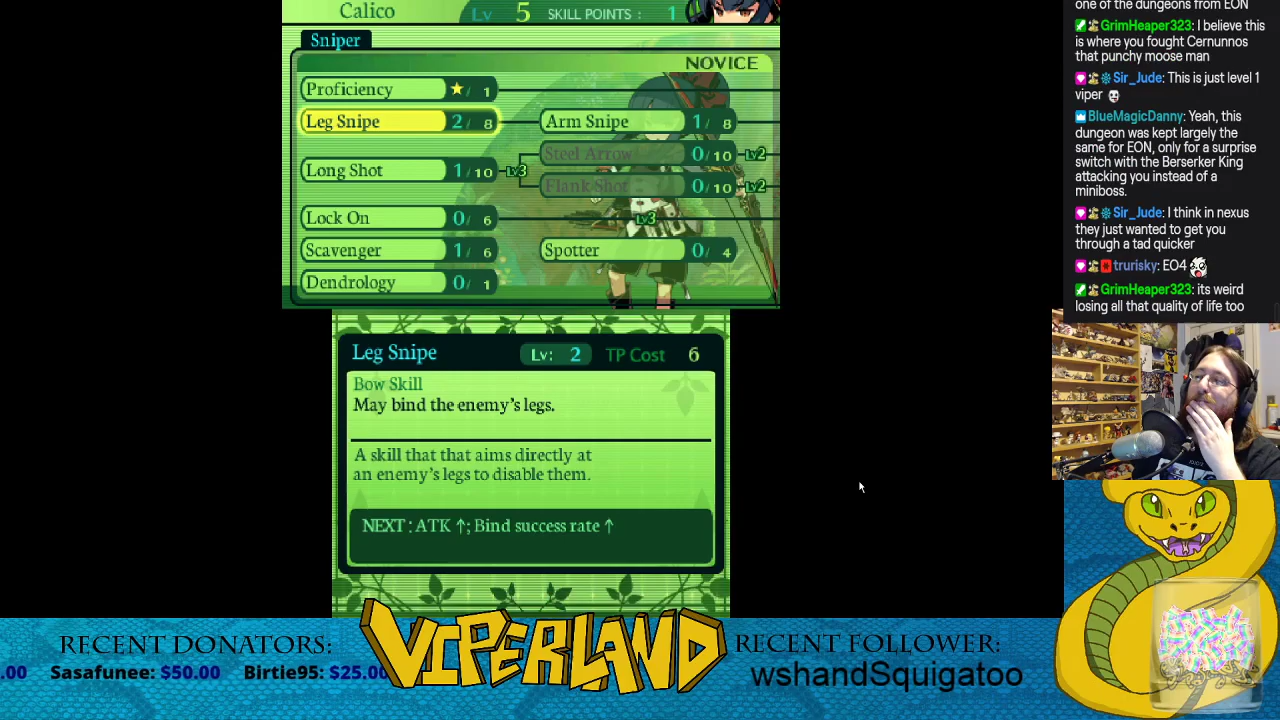 Calico Lv 5 SKILL POINTS : 1
Sniper
NOVICE
Proficiency ★/ 1
Leg Snipe 2/ 8 Arm Snipe 1/ 8
Steel Arrow 0/10 Lv2
Long Shot 1/10 Lv3
Flank Shot 0/10 Lv2
Lock On 0/ 6 Lv3
Scavenger 1/ 6 Spotter 0/ 4
Dendrology 0/ 1
Leg Snipe Lv: 2 TP Cost 6
Bow Skill
May bind the enemy's legs.
A skill that that aims directly at
an enemy's legs to disable them.
NEXT : ATK ↑; Bind success rate ↑
one of the dungeons from EON
GrimHeaper323: I believe this
is where you fought Cernunnos
that punchy moose man
Sir_Jude: This is just level 1
viper
BlueMagicDanny: Yeah, this
dungeon was kept largely the
same for EON, only for a surprise
switch with the Berserker King
attacking you instead of a
miniboss.
Sir_Jude: I think in nexus
they just wanted to get you
through a tad quicker
trurisky: EO4
GrimHeaper323: its weird
losing all that quality of life too
RECENT DONATORS:
.00 Sasafunee: $50.00 Birtie95: $25.00
VIPERLAND
RECENT FOLLOWER:
wshandSquigatoo